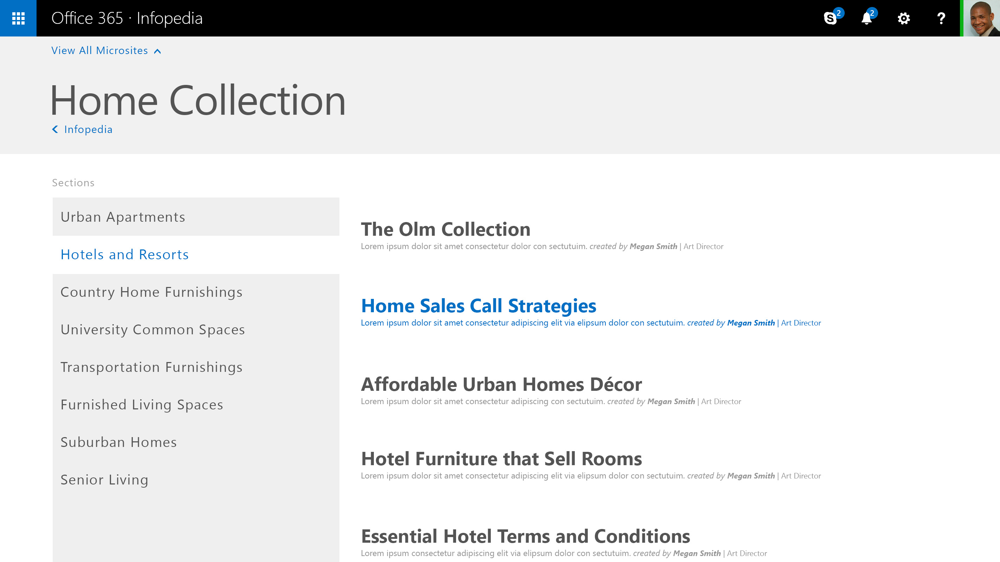 Office 365 · Infopedia
2
2
?
View All Microsites
Home Collection
Infopedia
Sections
Urban Apartments
Hotels and Resorts
Country Home Furnishings
University Common Spaces
Transportation Furnishings
Furnished Living Spaces
Suburban Homes
Senior Living
The Olm Collection
Lorem ipsum dolor sit amet consectetur dolor con sectutuim. created by Megan Smith | Art Director
Home Sales Call Strategies
Lorem ipsum dolor sit amet consectetur adipiscing elit via elipsum dolor con sectutuim. created by Megan Smith | Art Director
Affordable Urban Homes Décor
Lorem ipsum dolor sit amet consectetur adipiscing con sectutuim. created by Megan Smith | Art Director
Hotel Furniture that Sell Rooms
Lorem ipsum dolor sit amet consectetur adipiscing elit via elipsum dolor con sectutuim. created by Megan Smith | Art Director
Essential Hotel Terms and Conditions
Lorem ipsum consectetur adipiscing elit via elipsum dolor con sectutuim. created by Megan Smith | Art Director